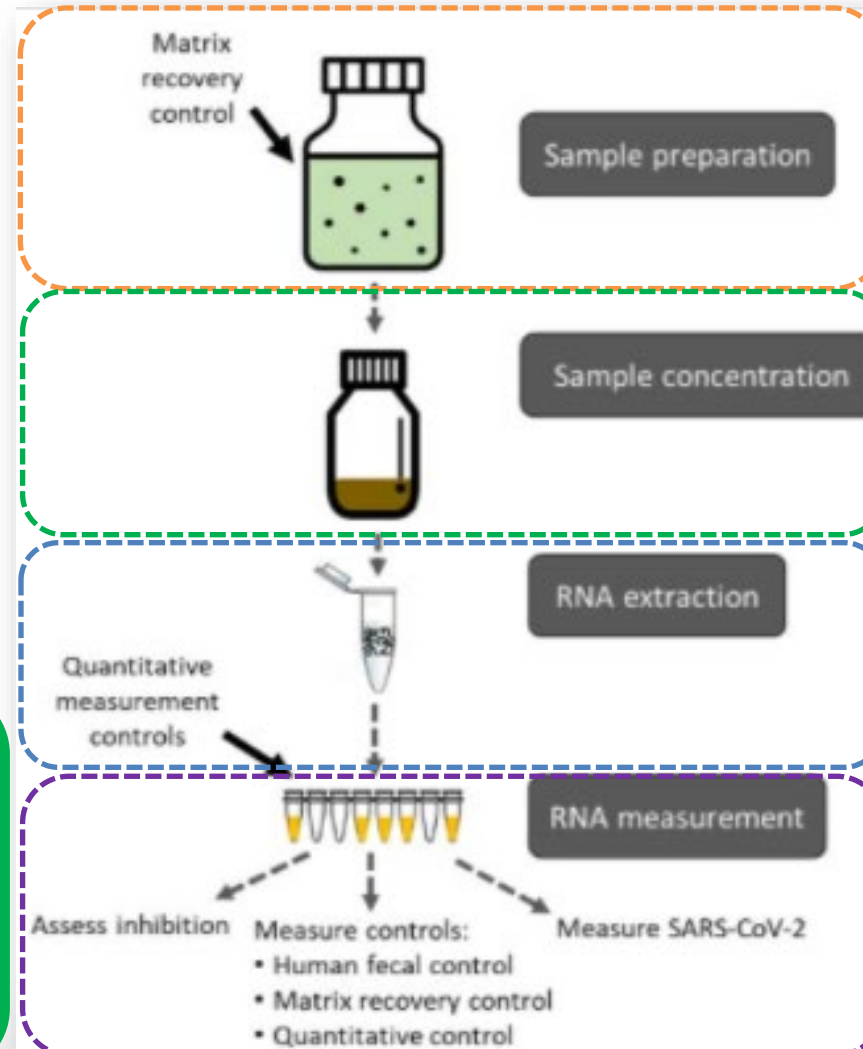 Matrix
recovery
control
Sample preparation
Sample concentration
RNA extraction
Quantitative
measurement
controls
RNA measurement
Assess inhibition
Measure controls:
• Human fecal control
• Matrix recovery control
• Quantitative control
Measure SARS-CoV-2